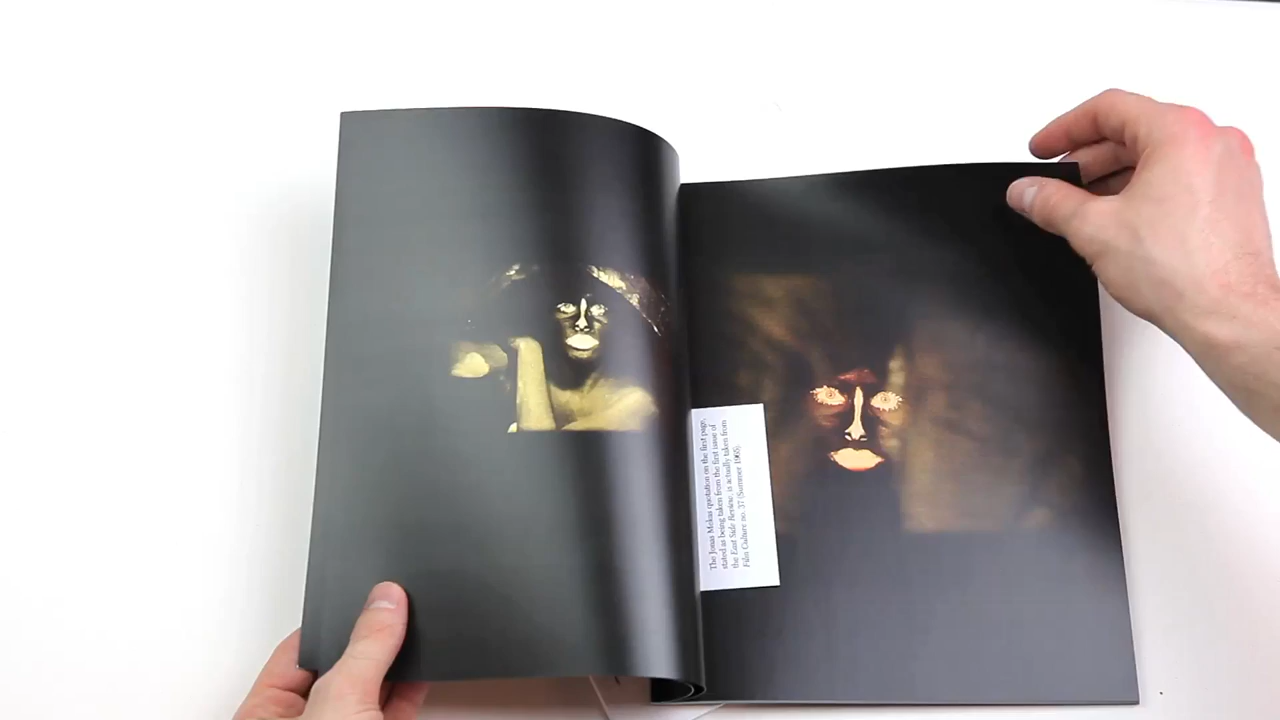 The Jonas Mekas quotation on the first page,
stated as being taken from the first issue of
the East Side Review, is actually taken from
Film Culture no. 37 (Summer 1965).